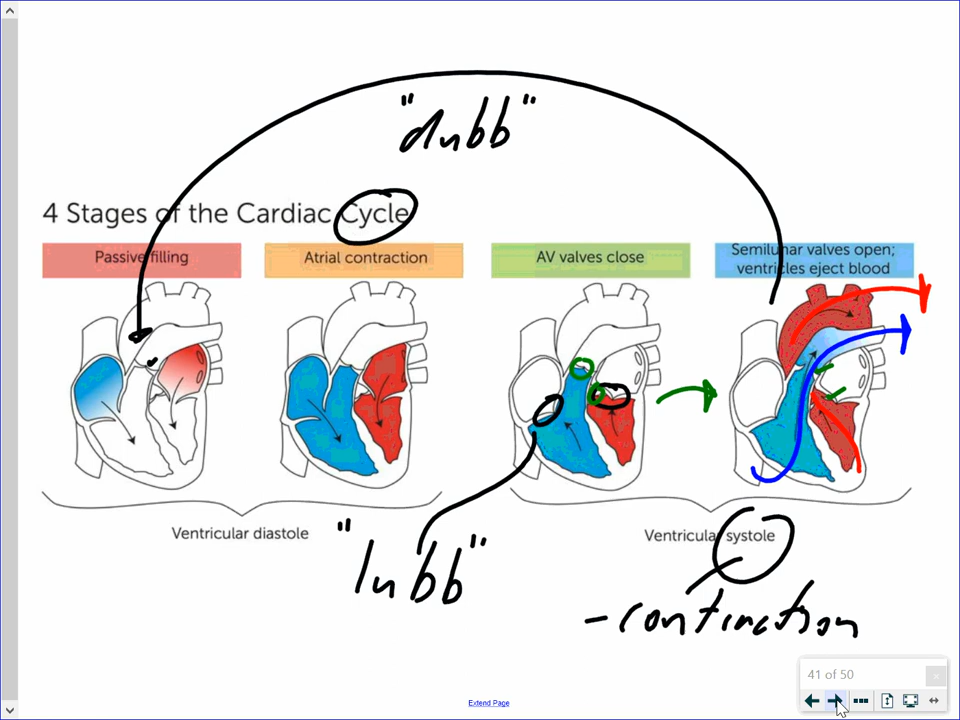 "dubb"
4 Stages of the Cardiac Cycle
Passive filling
Atrial contraction
AV valves close
Semilunar valves open;
ventricles eject blood
Ventricular diastole
Ventricular systole
"lubb"
- contraction
41 of 50
Extend Page